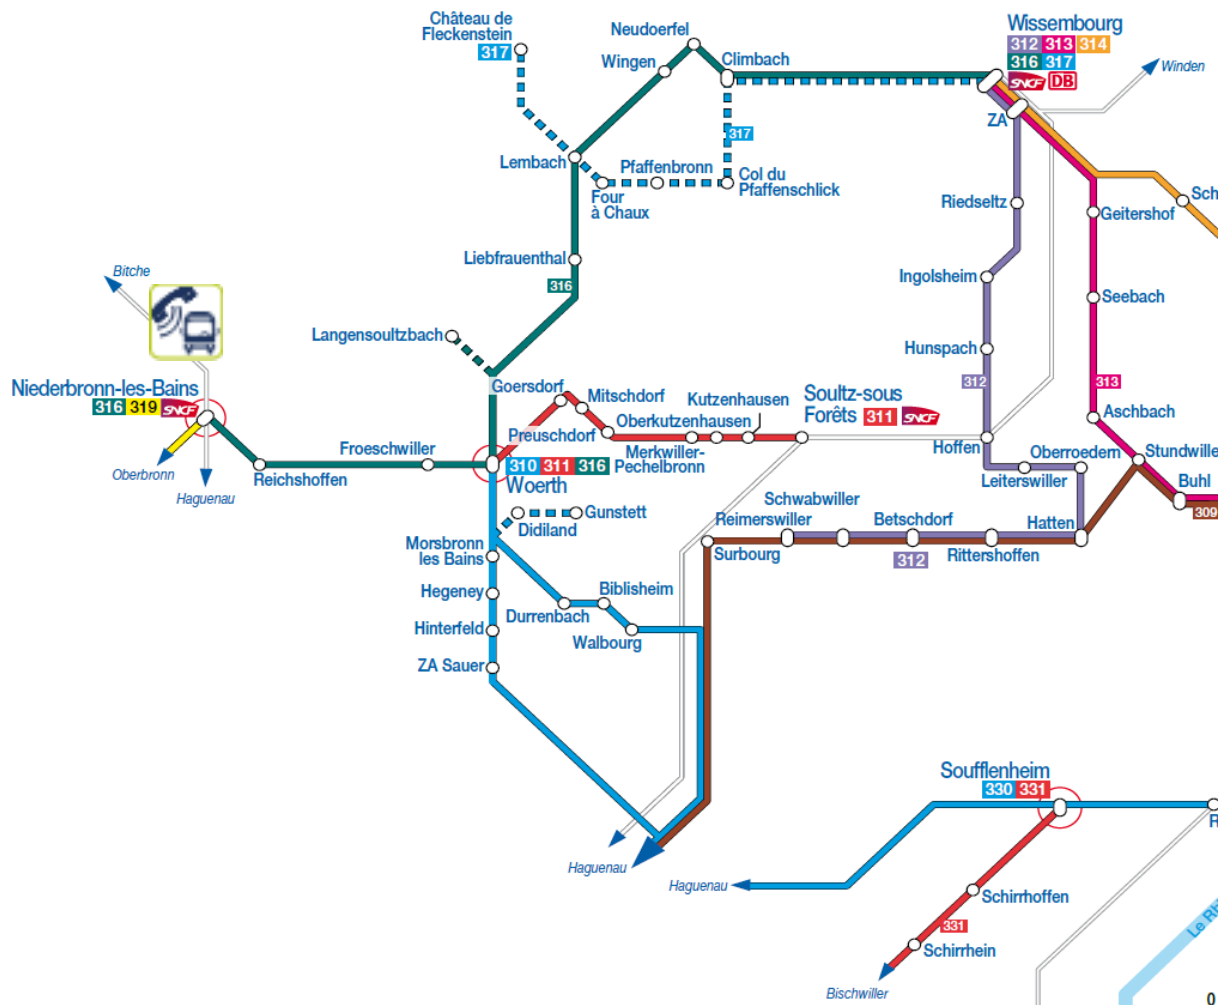 Château de
Fleckenstein
317
Neudoerfel
Wingen
Climbach
Wissembourg
312 313 314
316 317
SNCF DB
Winden
ZA
317
Lembach
Pfaffenbronn
Four
à Chaux
Col du
Pfaffenschlick
Riedseltz
Geitershof
Sch
Liebfrauenthal
316
Ingolsheim
Seebach
Bitche
Langensoultzbach
Hunspach
312
313
Niederbronn-les-Bains
316 319 SNCF
Goersdorf
Mitschdorf
Kutzenhausen
Soultz-sous
Forêts 311 SNCF
Aschbach
Oberkutzenhausen
Preuschdorf
Merkwiller-
Pechelbronn
Hoffen
Froeschwiller
Oberbronn
Haguenau
Reichshoffen
310 311 316
Woerth
Oberroedern
Leiterswiller
Stundwille
Buhl
309
Gunstett
Didiland
Schwabwiller
Reimerswiller
Betschdorf
Hatten
Surbourg
312
Rittershoffen
Morsbronn
les Bains
Hegeney
Biblisheim
Durrenbach
Hinterfeld
Walbourg
ZA Sauer
Soufflenheim
330 331
R
Haguenau
Haguenau
Schirrhoffen
331
Schirrhein
Bischwiller
Le Rh
0